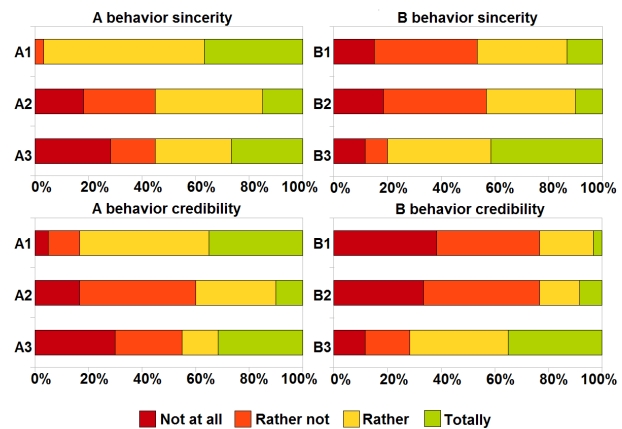 A behavior sincerity
A1
A2
A3
0% 20% 40% 60% 80% 100%
B behavior sincerity
B1
B2
B3
0% 20% 40% 60% 80% 100%
A behavior credibility
A1
A2
A3
0% 20% 40% 60% 80% 100%
B behavior credibility
B1
B2
B3
0% 20% 40% 60% 80% 100%
Not at all Rather not Rather Totally